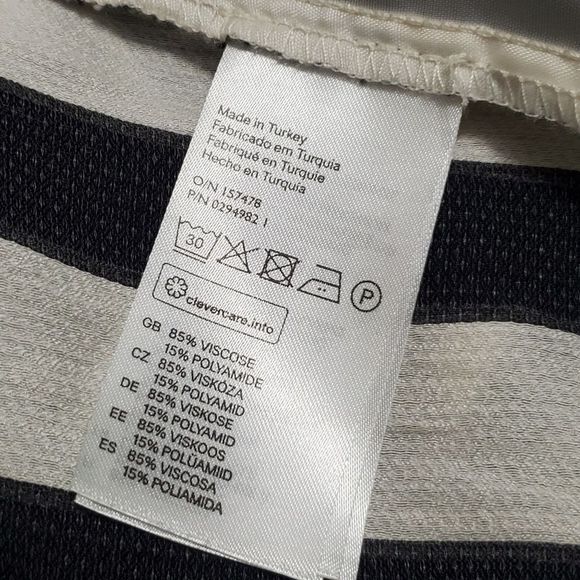 Made in Turkey
Fabricado em Turquia
Fabriqué en Turquie
Hecho en Turquía
O/N 157478
P/N 0294982 1
30 P
clevercare.info
GB 85% VISCOSE
15% POLYAMIDE
CZ 85% VISKÓZA
15% POLYAMID
DE 85% VISKOSE
15% POLYAMID
EE 85% VISKOOS
15% POLÜAMIID
ES 85% VISCOSA
15% POLIAMIDA